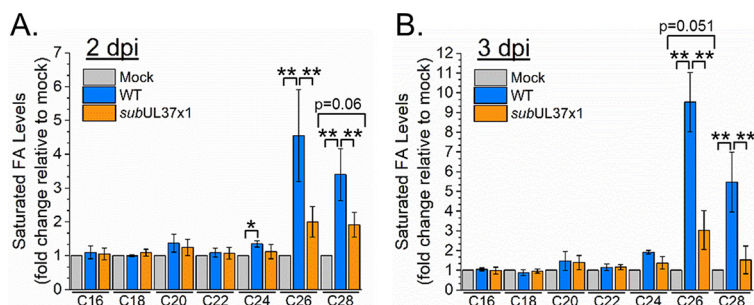 A.
2 dpi
Saturated FA Levels
(fold change relative to mock)
7
6
5
4
3
2
1
0
Mock
WT
subUL37x1
*
** **
p=0.06
** **
C16 C18 C20 C22 C24 C26 C28
B.
3 dpi
Saturated FA Levels
(fold change relative to mock)
12
11
10
9
8
7
6
5
4
3
2
1
0
Mock
WT
subUL37x1
p=0.051
** **
** **
C16 C18 C20 C22 C24 C26 C28